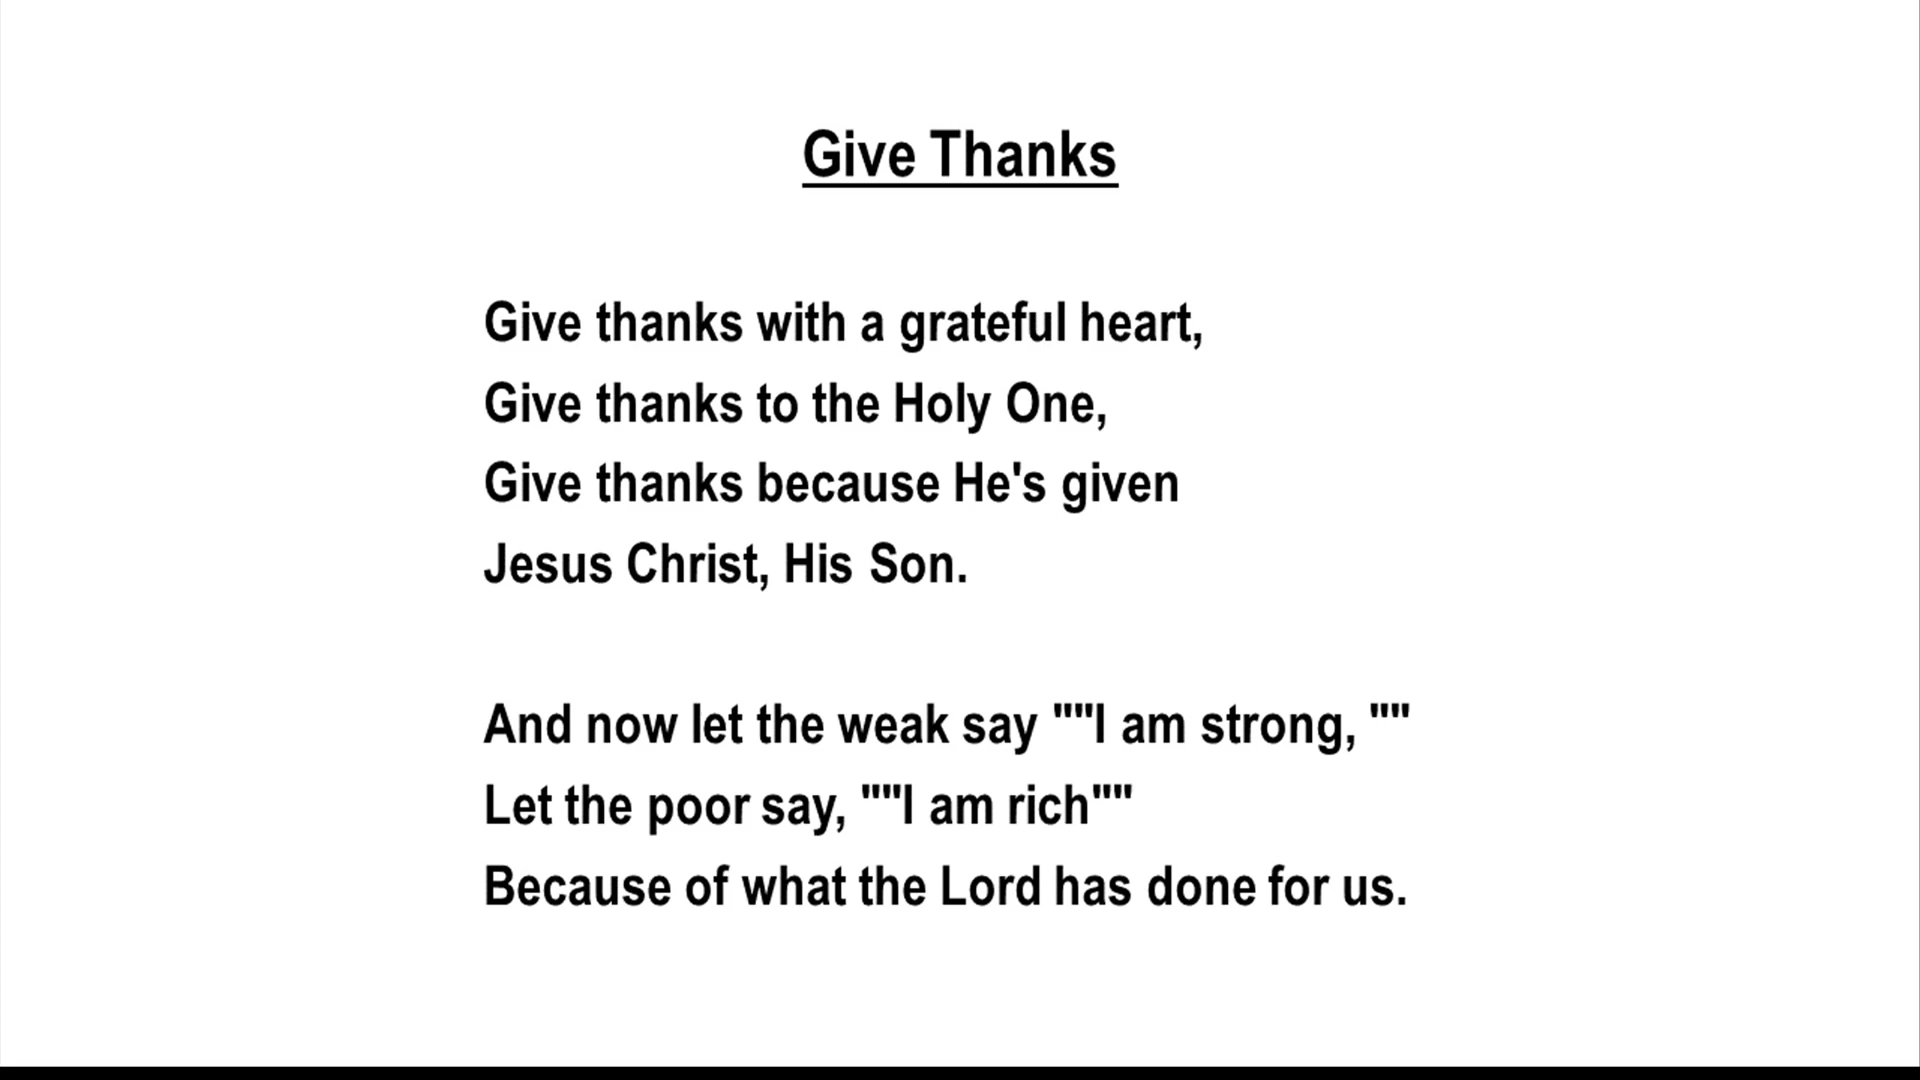 Give Thanks
Give thanks with a grateful heart,
Give thanks to the Holy One,
Give thanks because He's given
Jesus Christ, His Son.
And now let the weak say ""I am strong, ""
Let the poor say, ""I am rich""
Because of what the Lord has done for us.